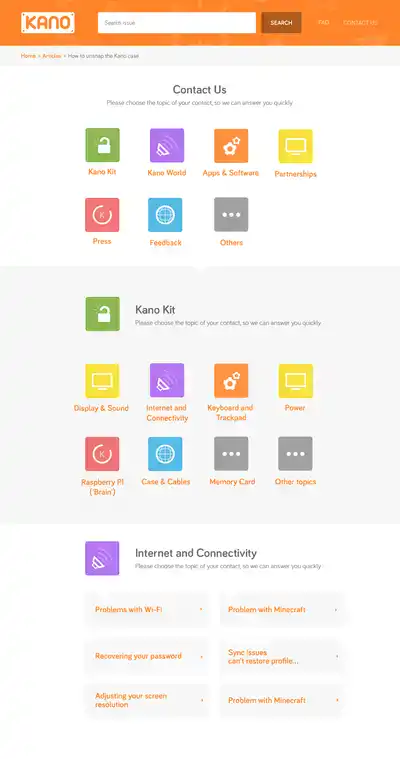 KANO
Search issue
SEARCH
FAQ
CONTACT US
Home > Articles > How to unsnap the Kano case
Contact Us
Please choose the topic of your contact, so we can answer you quickly
Kano Kit
Kano World
Apps & Software
Partnerships
K
Press
Feedback
Others
Kano Kit
Please choose the topic of your contact, so we can answer you quickly
Display & Sound
Internet and
Connectivity
Keyboard and
Trackpad
Power
K
Raspberry Pi
('Brain')
Case & Cables
Memory Card
Other topics
Internet and Connectivity
Please choose the topic of your contact, so we can answer you quickly
Problems with Wi-Fi
Problem with Minecraft
Recovering your password
Sync issues
can't restore profile...
Adjusting your screen
resolution
Problem with Minecraft